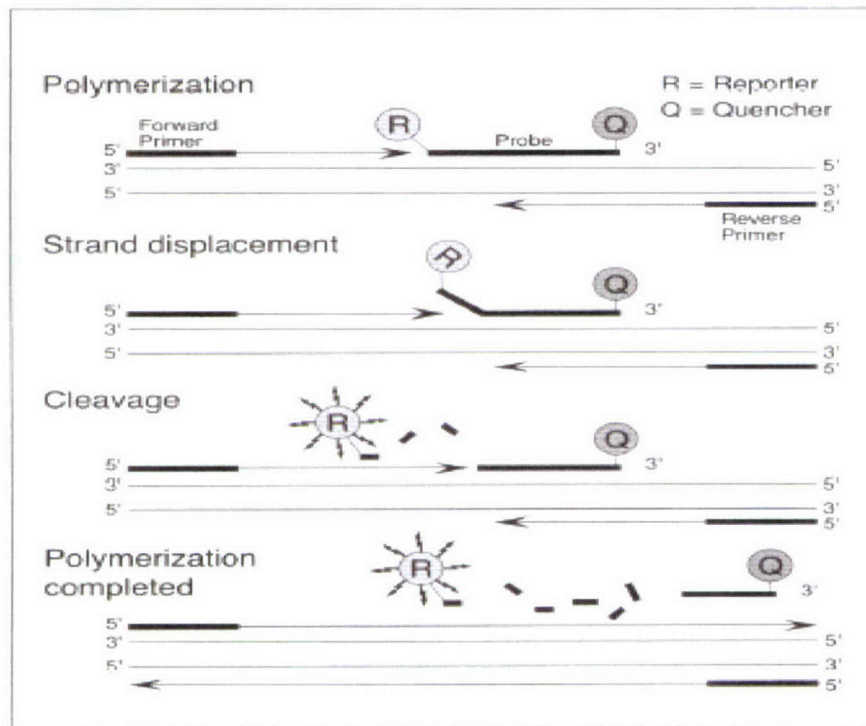 Polymerization
R = Reporter
Q = Quencher
Forward
Primer
R
Probe
Q
5'
3'
3'
5'
5'
3'
5'
Reverse
Primer
Strand displacement
R
Q
5'
3'
3'
5'
5'
3'
5'
Cleavage
R
Q
5'
3'
3'
5'
5'
3'
5'
Polymerization
completed
R
Q
3'
5'
3'
5'
5'
3'
5'